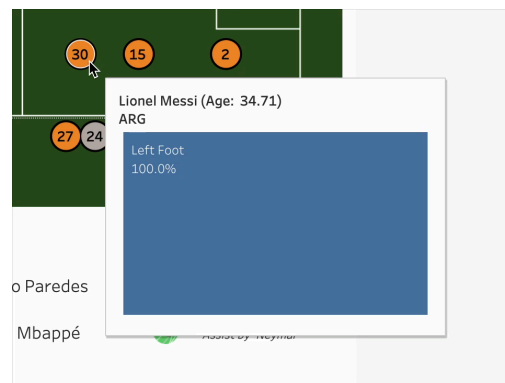 30 15 2
Lionel Messi (Age: 34.71)
ARG
27 24
Left Foot
100.0%
o Paredes
Mbappé
Assist by Neymar